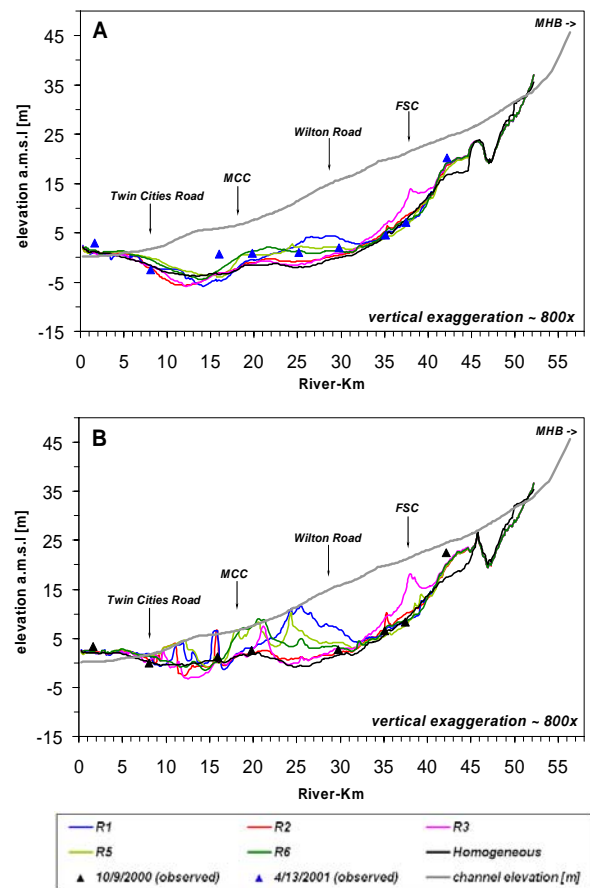 A
MHB ->
elevation a.m.s.l [m]
45
35
25
15
5
-5
-15
FSC
Wilton Road
MCC
Twin Cities Road
vertical exaggeration ~ 800x
0 5 10 15 20 25 30 35 40 45 50 55
River-Km
B
MHB ->
elevation a.m.s.l [m]
45
35
25
15
5
-5
-15
FSC
Wilton Road
MCC
Twin Cities Road
vertical exaggeration ~ 800x
0 5 10 15 20 25 30 35 40 45 50 55
River-Km
R1 R2 R3
R5 R6 Homogeneous
10/9/2000 (observed) 4/13/2001 (observed) channel elevation [m]